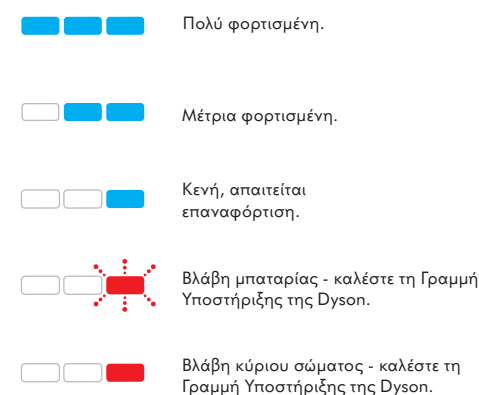 Πολύ φορτισμένη.
Μέτρια φορτισμένη.
Κενή, απαιτείται
επαναφόρτιση.
Βλάβη μπαταρίας - καλέστε τη Γραμμή
Υποστήριξης της Dyson.
Βλάβη κύριου σώματος - καλέστε τη
Γραμμή Υποστήριξης της Dyson.